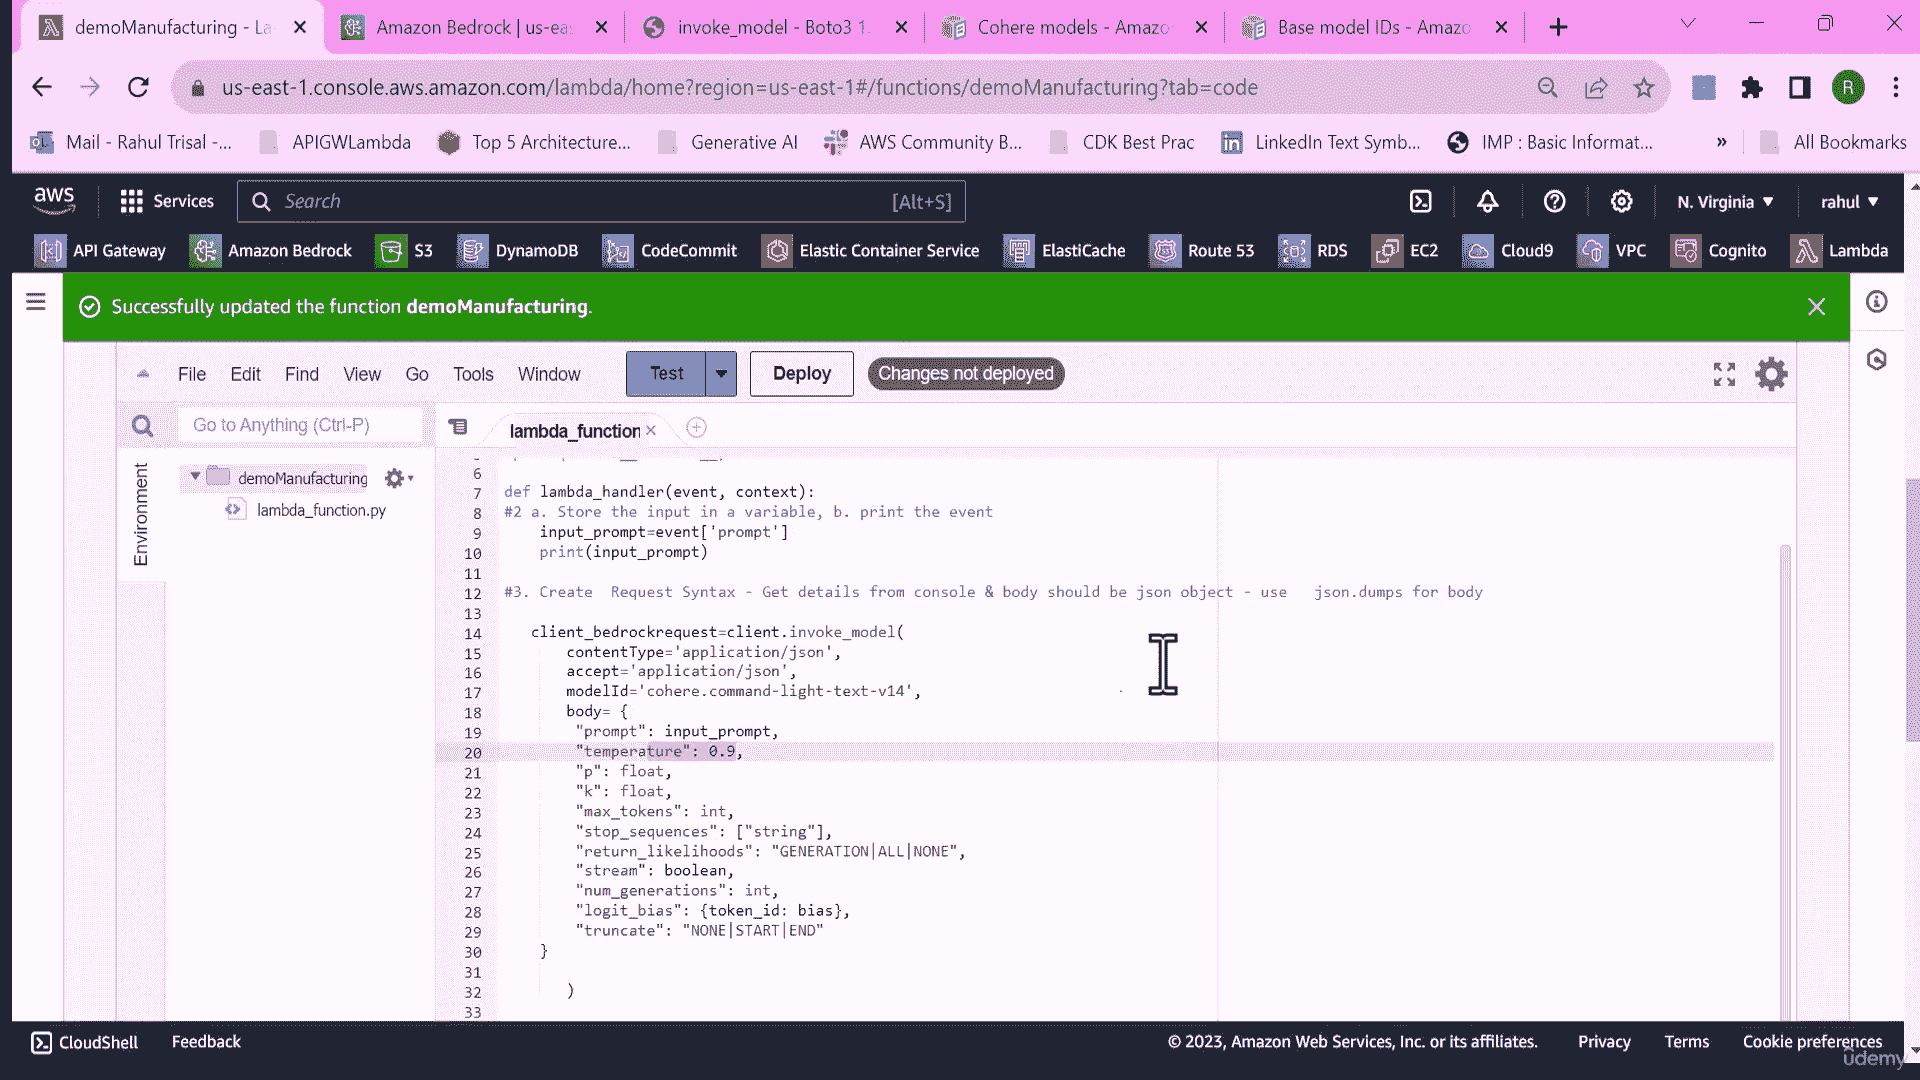 demoManufacturing - La
Amazon Bedrock | us-eas
invoke_model - Boto3 1.
Cohere models - Amazo
Base model IDs - Amazo
us-east-1.console.aws.amazon.com/lambda/home?region=us-east-1#/functions/demoManufacturing?tab=code
R
Mail - Rahul Trisal -...
APIGWLambda
Top 5 Architecture...
Generative AI
AWS Community B...
CDK Best Prac
LinkedIn Text Symb...
IMP : Basic Informat...
»
All Bookmarks
aws
Services
Search
[Alt+S]
N. Virginia
rahul
API Gateway
Amazon Bedrock
S3
DynamoDB
CodeCommit
Elastic Container Service
ElastiCache
Route 53
RDS
EC2
Cloud9
VPC
Cognito
Lambda
Successfully updated the function demoManufacturing.
File
Edit
Find
View
Go
Tools
Window
Test
Deploy
Changes not deployed
Go to Anything (Ctrl-P)
lambda_function
Environment
demoManufacturing
lambda_function.py
6
7 def lambda_handler(event, context):
8 #2 a. Store the input in a variable, b. print the event
9 input_prompt=event['prompt']
10 print(input_prompt)
11
12 #3. Create  Request Syntax - Get details from console & body should be json object - use   json.dumps for body
13
14 client_bedrockrequest=client.invoke_model(
15 contentType='application/json',
16 accept='application/json',
17 modelId='cohere.command-light-text-v14',
18 body= {
19 "prompt": input_prompt,
20 "temperature": 0.9,
21 "p": float,
22 "k": float,
23 "max_tokens": int,
24 "stop_sequences": ["string"],
25 "return_likelihoods": "GENERATION|ALL|NONE",
26 "stream": boolean,
27 "num_generations": int,
28 "logit_bias": {token_id: bias},
29 "truncate": "NONE|START|END"
30 }
31
32 )
33
CloudShell
Feedback
© 2023, Amazon Web Services, Inc. or its affiliates.
Privacy
Terms
Cookie preferences
udemy